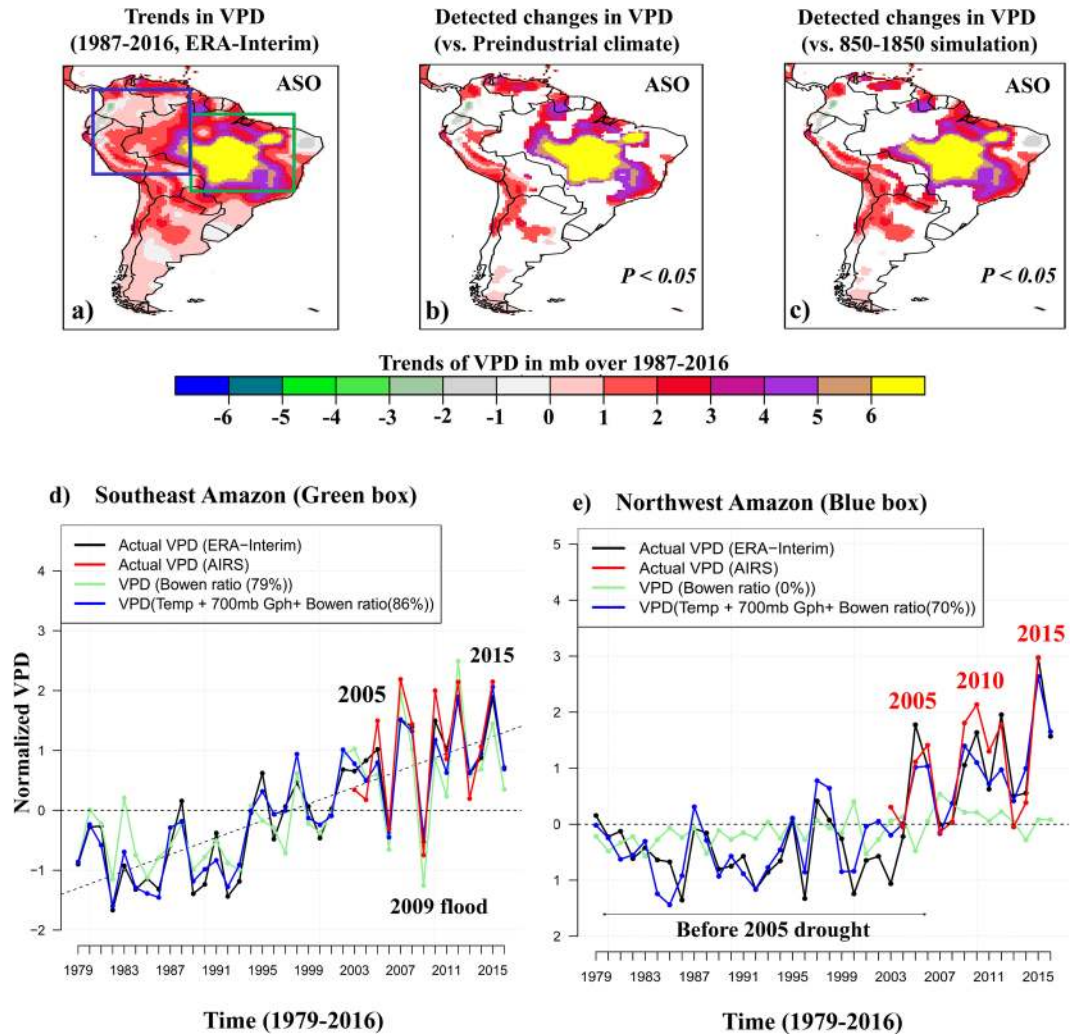 Trends in VPD
(1987-2016, ERA-Interim)
Detected changes in VPD
(vs. Preindustrial climate)
Detected changes in VPD
(vs. 850-1850 simulation)
ASO
a)
ASO
P < 0.05
b)
ASO
P < 0.05
c)
Trends of VPD in mb over 1987-2016
-6 -5 -4 -3 -2 -1 0 1 2 3 4 5 6
d) Southeast Amazon (Green box)
Actual VPD (ERA−Interim)
Actual VPD (AIRS)
VPD (Bowen ratio (79%))
VPD(Temp + 700mb Gph+ Bowen ratio(86%))
Normalized VPD
4
3
2
1
0
−1
−2
2005
2015
2009 flood
1979 1983 1987 1991 1995 1999 2003 2007 2011 2015
Time (1979-2016)
e) Northwest Amazon (Blue box)
Actual VPD (ERA−Interim)
Actual VPD (AIRS)
VPD (Bowen ratio (0%))
VPD(Temp + 700mb Gph+ Bowen ratio(70%))
5
4
3
2
1
0
1
2
2005
2010
2015
Before 2005 drought
1979 1983 1987 1991 1995 1999 2003 2007 2011 2015
Time (1979-2016)